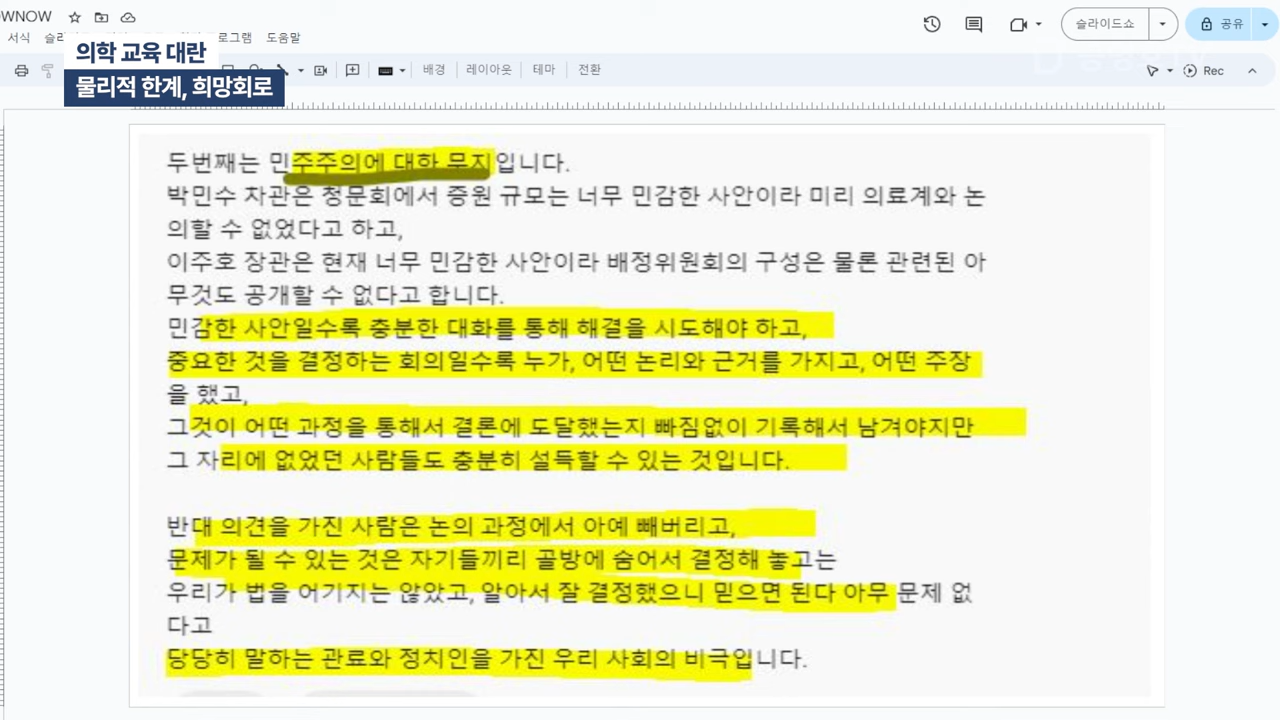 WNOW
서식
도움말
슬라이드쇼
공유
의학 교육 대란
물리적 한계, 희망회로
배경
레이아웃
테마
전환
Rec
두번째는 민주주의에 대한 무지입니다.
박민수 차관은 청문회에서 증원 규모는 너무 민감한 사안이라 미리 의료계와 논
의할 수 없었다고 하고,
이주호 장관은 현재 너무 민감한 사안이라 배정위원회의 구성은 물론 관련된 아
무것도 공개할 수 없다고 합니다.
민감한 사안일수록 충분한 대화를 통해 해결을 시도해야 하고,
중요한 것을 결정하는 회의일수록 누가, 어떤 논리와 근거를 가지고, 어떤 주장
을 했고,
그것이 어떤 과정을 통해서 결론에 도달했는지 빠짐없이 기록해서 남겨야지만
그 자리에 없었던 사람들도 충분히 설득할 수 있는 것입니다.
반대 의견을 가진 사람은 논의 과정에서 아예 빼버리고,
문제가 될 수 있는 것은 자기들끼리 골방에 숨어서 결정해 놓고는
우리가 법을 어기지는 않았고, 알아서 잘 결정했으니 믿으면 된다 아무 문제 없
다고
당당히 말하는 관료와 정치인을 가진 우리 사회의 비극입니다.